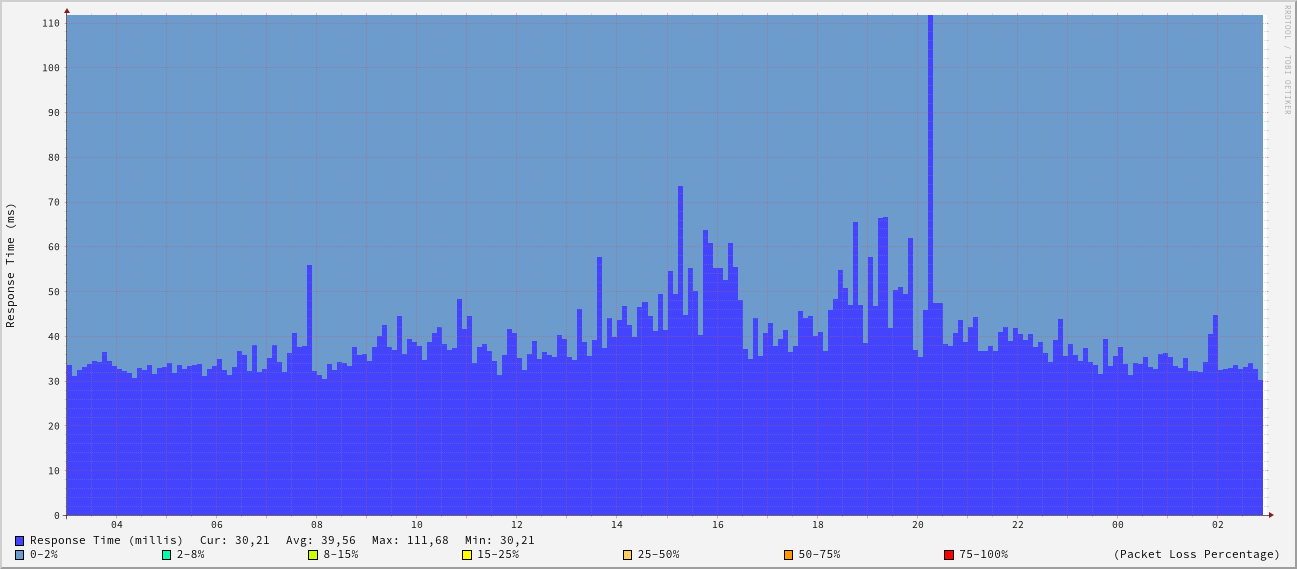 RRDTOOL / TOBI OETIKER
Response Time (ms)
110
100
90
80
70
60
50
40
30
20
10
0
04 06 08 10 12 14 16 18 20 22 00 02
Response Time (millis) Cur: 30,21 Avg: 39,56 Max: 111,68 Min: 30,21
0-2% 2-8% 8-15% 15-25% 25-50% 50-75% 75-100% (Packet Loss Percentage)